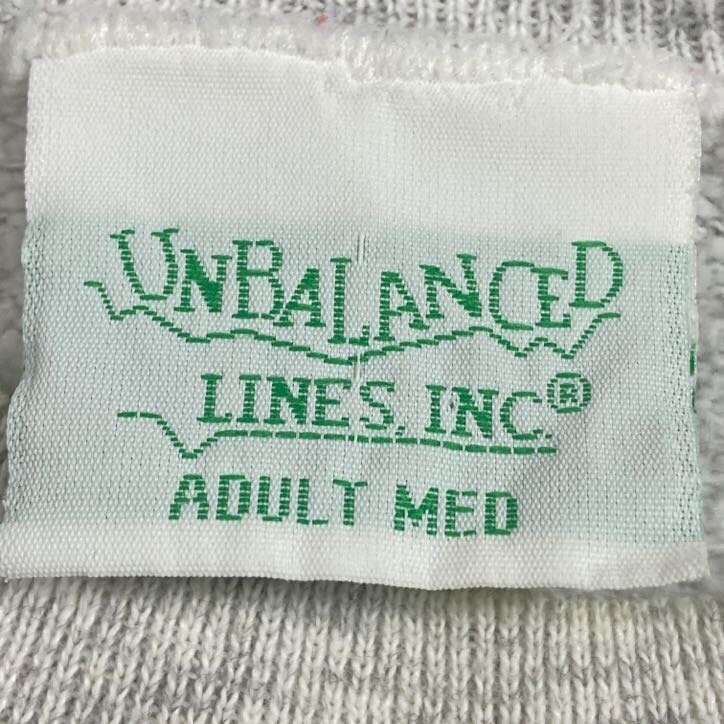 UNBALANCED
LINES, INC.®
ADULT MED